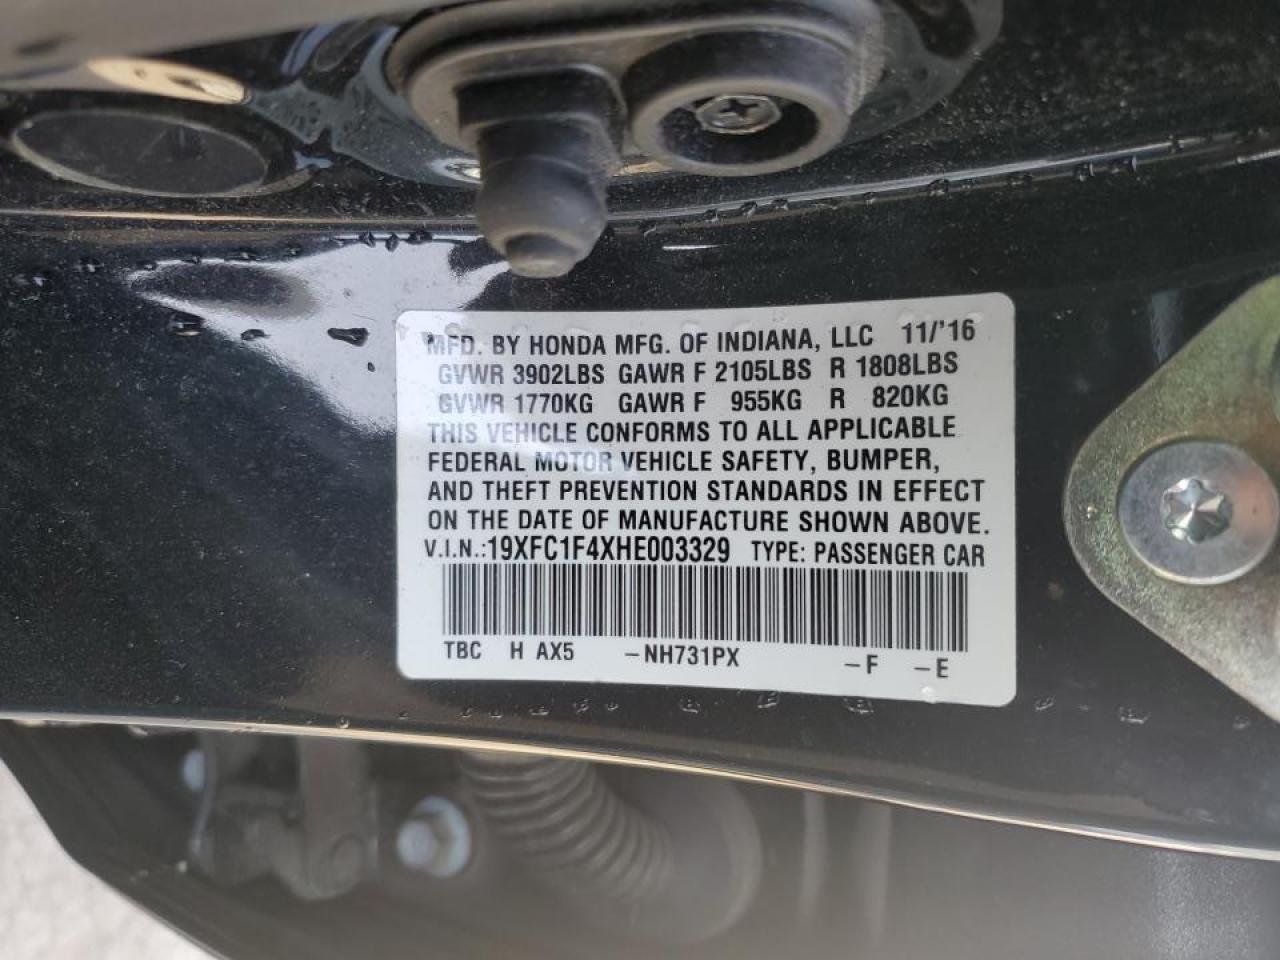 MFD. BY HONDA MFG. OF INDIANA, LLC 11/'16
GVWR 3902LBS GAWR F 2105LBS R 1808LBS
GVWR 1770KG GAWR F 955KG R 820KG
THIS VEHICLE CONFORMS TO ALL APPLICABLE
FEDERAL MOTOR VEHICLE SAFETY, BUMPER,
AND THEFT PREVENTION STANDARDS IN EFFECT
ON THE DATE OF MANUFACTURE SHOWN ABOVE.
V.I.N.:19XFC1F4XHE003329 TYPE: PASSENGER CAR
TBC H AX5 –NH731PX –F –E